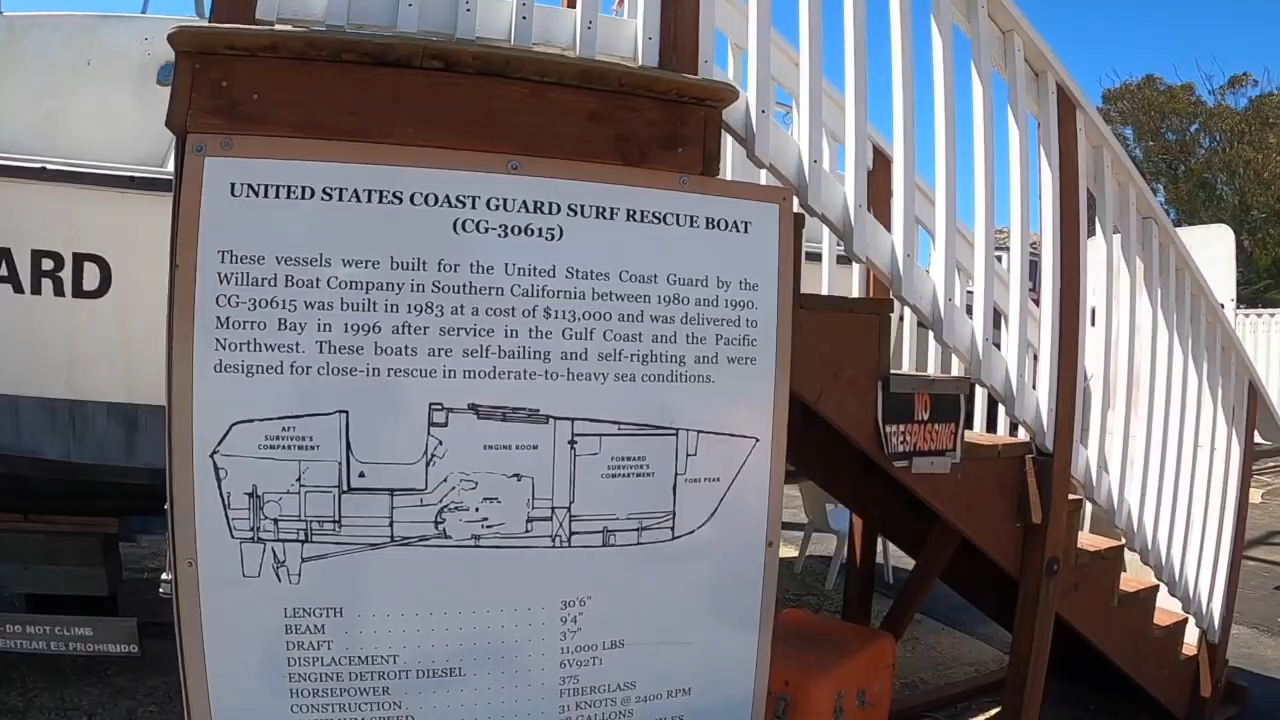 ARD
UNITED STATES COAST GUARD SURF RESCUE BOAT
(CG-30615)
These vessels were built for the United States Coast Guard by the
Willard Boat Company in Southern California between 1980 and 1990.
CG-30615 was built in 1983 at a cost of $113,000 and was delivered to
Morro Bay in 1996 after service in the Gulf Coast and the Pacific
Northwest. These boats are self-bailing and self-righting and were
designed for close-in rescue in moderate-to-heavy sea conditions.
AFT
SURVIVOR'S
COMPARTMENT
ENGINE ROOM
FORWARD
SURVIVOR'S
COMPARTMENT
FORE PEAK
LENGTH . . . . . . . . . . . . . . 30'6"
BEAM . . . . . . . . . . . . . . 9'4"
DRAFT . . . . . . . . . . . . . . 3'7"
DISPLACEMENT . . . . . . . . . . 11,000 LBS
ENGINE DETROIT DIESEL . . . . . . 6V92T1
HORSEPOWER . . . . . . . . . . 375
CONSTRUCTION . . . . . . . . . . FIBERGLASS
SPEED 31 KNOTS @ 2400 RPM
GALLONS
NO
TRESPASSING
-DO NOT CLIMB
ENTRAR ES PROHIBIDO